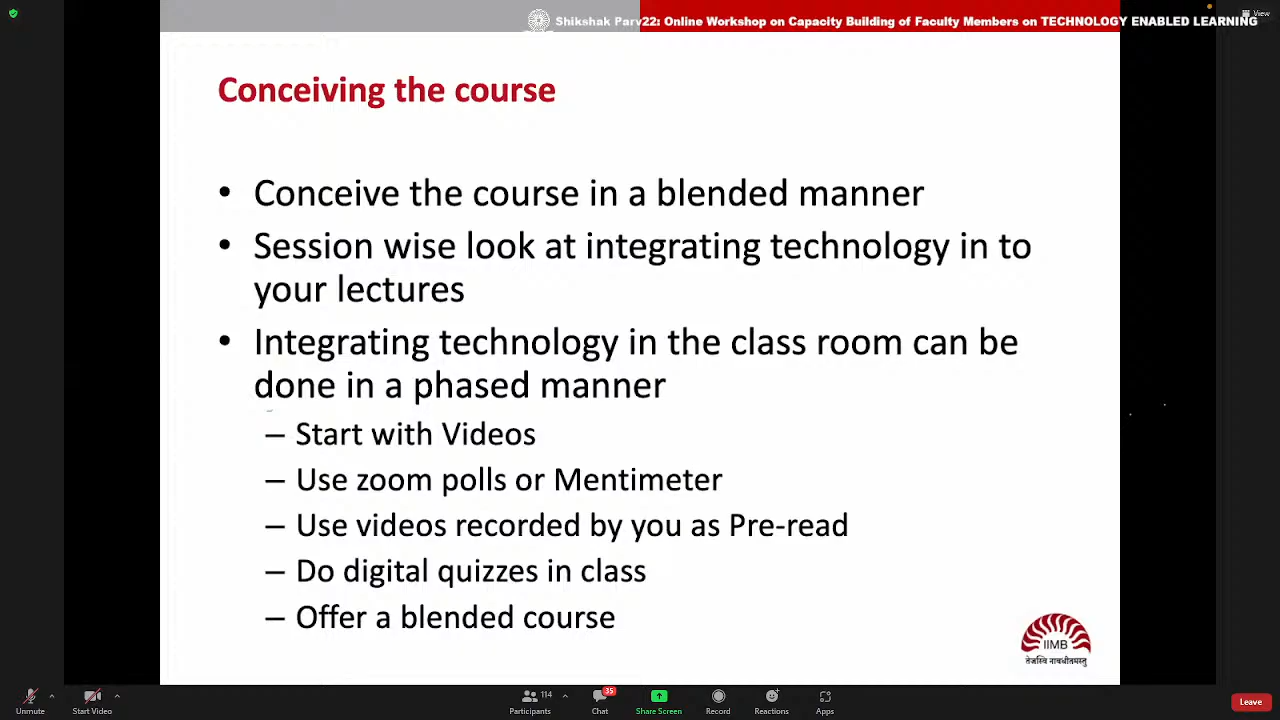 Shikshak Parv22: Online Workshop on Capacity Building of Faculty Members on TECHNOLOGY ENABLED LEARNING
View
Conceiving the course
• Conceive the course in a blended manner
• Session wise look at integrating technology in to
your lectures
• Integrating technology in the class room can be
done in a phased manner
– Start with Videos
– Use zoom polls or Mentimeter
– Use videos recorded by you as Pre-read
– Do digital quizzes in class
– Offer a blended course
IIMB
तेजस्वि नावधीतमस्तु
Unmute
Start Video
Participants 114
Chat 35
Share Screen
Record
Reactions
Apps
Leave